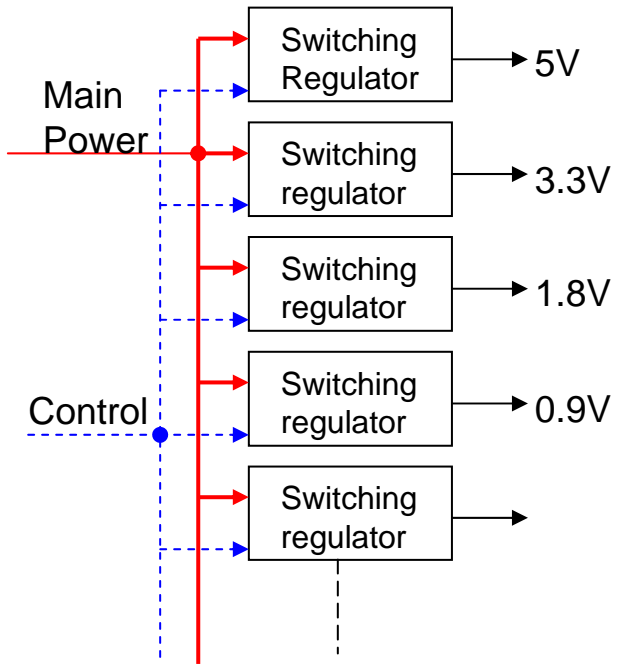 Switching
Regulator
5V
Main
Power
Switching
regulator
3.3V
Switching
regulator
1.8V
Control
Switching
regulator
0.9V
Switching
regulator